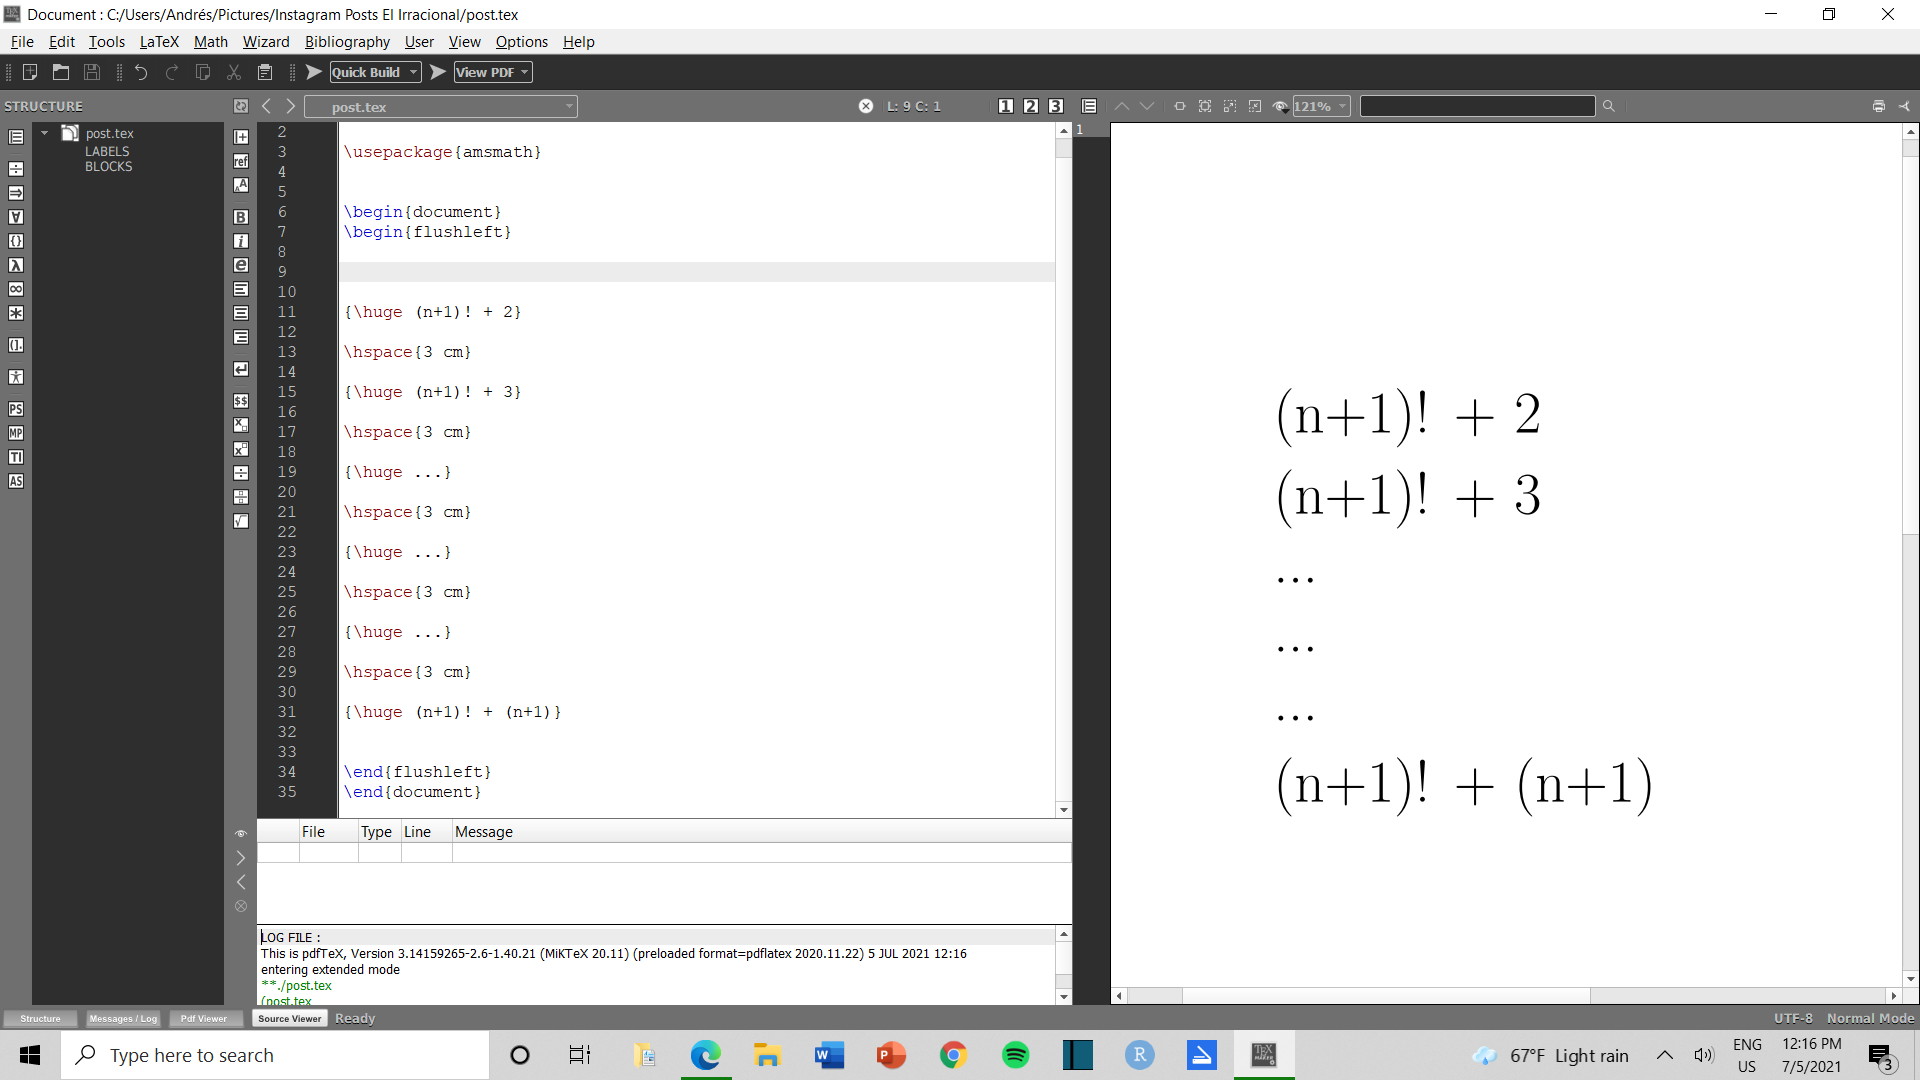 Document : C:/Users/Andrés/Pictures/Instagram Posts El Irracional/post.tex
File Edit Tools LaTeX Math Wizard Bibliography User View Options Help
Quick Build View PDF
STRUCTURE post.tex L: 9 C: 1 1 2 3 121%
post.tex
LABELS
BLOCKS
2
3 \usepackage{amsmath}
4
5
6 \begin{document}
7 \begin{flushleft}
8
9
10
11 {\huge (n+1)! + 2}
12
13 \hspace{3 cm}
14
15 {\huge (n+1)! + 3}
16
17 \hspace{3 cm}
18
19 {\huge ...}
20
21 \hspace{3 cm}
22
23 {\huge ...}
24
25 \hspace{3 cm}
26
27 {\huge ...}
28
29 \hspace{3 cm}
30
31 {\huge (n+1)! + (n+1)}
32
33
34 \end{flushleft}
35 \end{document}
1
(n+1)! + 2
(n+1)! + 3
...
...
...
(n+1)! + (n+1)
File Type Line Message
LOG FILE :
This is pdfTeX, Version 3.14159265-2.6-1.40.21 (MiKTeX 20.11) (preloaded format=pdflatex 2020.11.22) 5 JUL 2021 12:16
entering extended mode
**./post.tex
(post.tex
Structure Messages / Log Pdf Viewer Source Viewer Ready UTF-8 Normal Mode
Type here to search
67°F Light rain
ENG
US
12:16 PM
7/5/2021
3